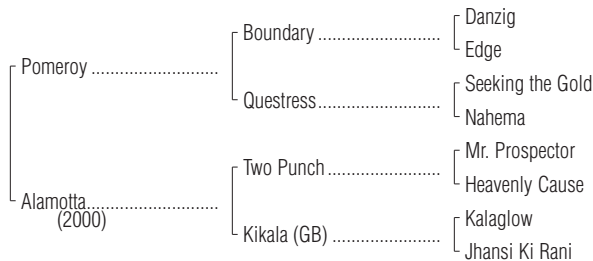 Danzig
Boundary ......................
Edge
Pomeroy ........................
Seeking the Gold
Questress......................
Nahema
Mr. Prospector
Two Punch ....................
Heavenly Cause
Alamotta.........................
(2000)
Kalaglow
Kikala (GB) ...................
Jhansi Ki Rani